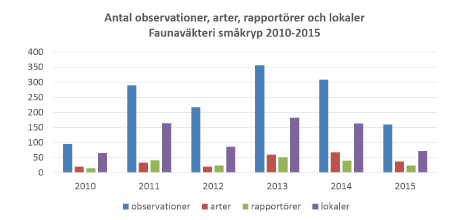 Antal observationer, arter, rapportörer och lokaler
Faunaväkteri småkryp 2010-2015
400
350
300
250
200
150
100
50
0
2010 2011 2012 2013 2014 2015
observationer arter rapportörer lokaler